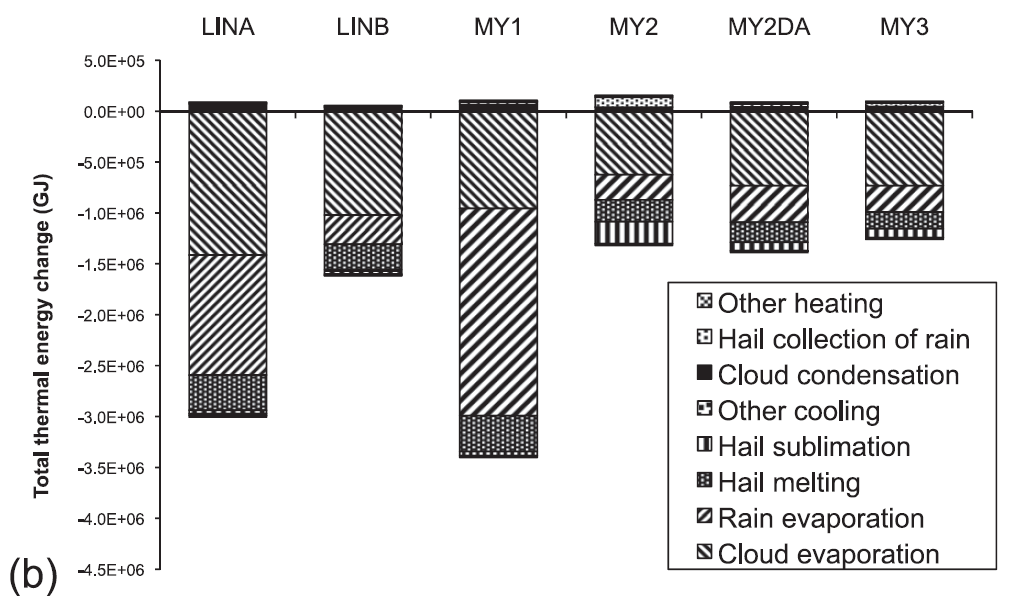 LINA LINB MY1 MY2 MY2DA MY3
5.0E+05
0.0E+00
-5.0E+05
-1.0E+06
-1.5E+06
-2.0E+06
-2.5E+06
-3.0E+06
-3.5E+06
-4.0E+06
-4.5E+06
Total thermal energy change (GJ)
Other heating
Hail collection of rain
Cloud condensation
Other cooling
Hail sublimation
Hail melting
Rain evaporation
Cloud evaporation
(b)